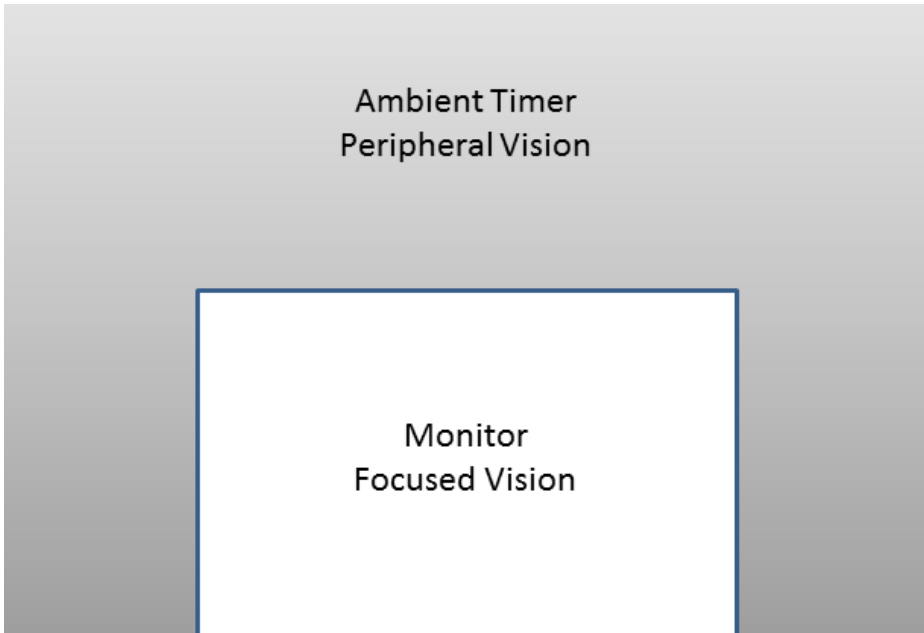 Ambient Timer
Peripheral Vision
Monitor
Focused Vision